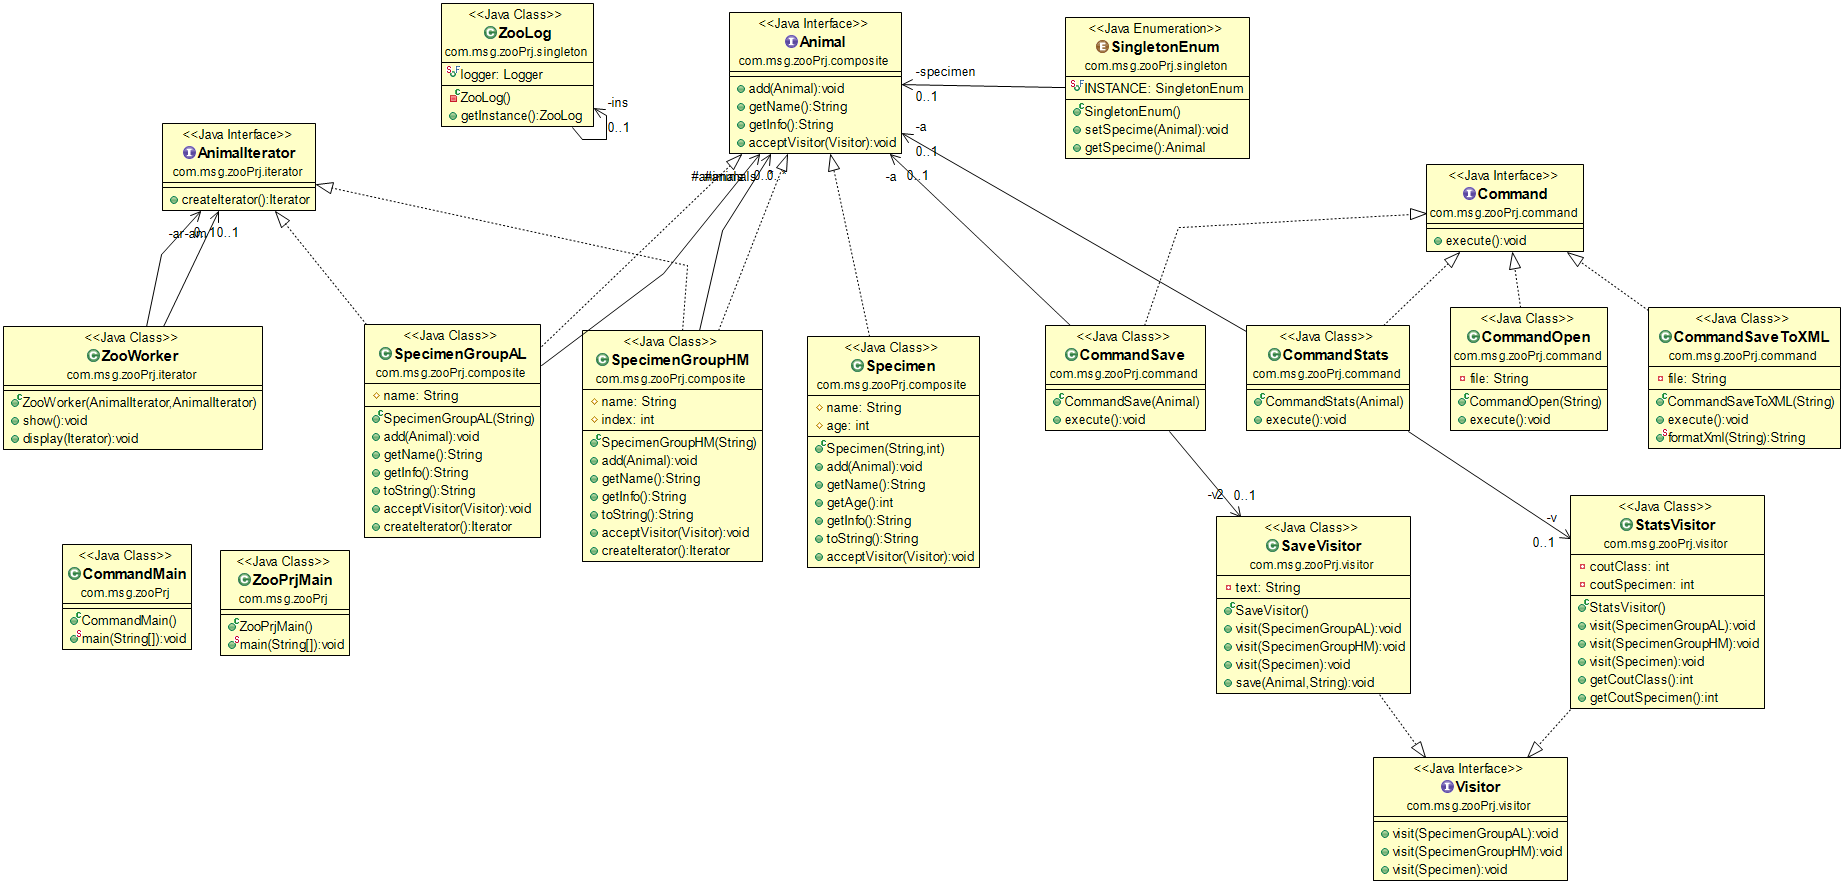 <<Java Class>>
ZooLog
com.msg.zooPrj.singleton
logger: Logger
ZooLog()
getInstance():ZooLog
-ins
0..1
<<Java Interface>>
Animal
com.msg.zooPrj.composite
add(Animal):void
getName():String
getInfo():String
acceptVisitor(Visitor):void
-specimen
0..1
-a
0..1
-a
0..1
<<Java Enumeration>>
SingletonEnum
com.msg.zooPrj.singleton
INSTANCE: SingletonEnum
SingletonEnum()
setSpecime(Animal):void
getSpecime():Animal
<<Java Interface>>
AnimalIterator
com.msg.zooPrj.iterator
createIterator():Iterator
0..1
<<Java Interface>>
Command
com.msg.zooPrj.command
execute():void
<<Java Class>>
ZooWorker
com.msg.zooPrj.iterator
ZooWorker(AnimalIterator,AnimalIterator)
show():void
display(Iterator):void
<<Java Class>>
SpecimenGroupAL
com.msg.zooPrj.composite
name: String
SpecimenGroupAL(String)
add(Animal):void
getName():String
getInfo():String
toString():String
acceptVisitor(Visitor):void
createIterator():Iterator
<<Java Class>>
SpecimenGroupHM
com.msg.zooPrj.composite
name: String
index: int
SpecimenGroupHM(String)
add(Animal):void
getName():String
getInfo():String
toString():String
acceptVisitor(Visitor):void
createIterator():Iterator
<<Java Class>>
Specimen
com.msg.zooPrj.composite
name: String
age: int
Specimen(String,int)
add(Animal):void
getName():String
getAge():int
getInfo():String
toString():String
acceptVisitor(Visitor):void
<<Java Class>>
CommandSave
com.msg.zooPrj.command
CommandSave(Animal)
execute():void
<<Java Class>>
CommandStats
com.msg.zooPrj.command
CommandStats(Animal)
execute():void
<<Java Class>>
CommandOpen
com.msg.zooPrj.command
file: String
CommandOpen(String)
execute():void
<<Java Class>>
CommandSaveToXML
com.msg.zooPrj.command
file: String
CommandSaveToXML(String)
execute():void
formatXml(String):String
-v2 0..1
-v
0..1
<<Java Class>>
CommandMain
com.msg.zooPrj
CommandMain()
main(String[]):void
<<Java Class>>
ZooPrjMain
com.msg.zooPrj
ZooPrjMain()
main(String[]):void
<<Java Class>>
SaveVisitor
com.msg.zooPrj.visitor
text: String
SaveVisitor()
visit(SpecimenGroupAL):void
visit(SpecimenGroupHM):void
visit(Specimen):void
save(Animal,String):void
<<Java Class>>
StatsVisitor
com.msg.zooPrj.visitor
coutClass: int
coutSpecimen: int
StatsVisitor()
visit(SpecimenGroupAL):void
visit(SpecimenGroupHM):void
visit(Specimen):void
getCoutClass():int
getCoutSpecimen():int
<<Java Interface>>
Visitor
com.msg.zooPrj.visitor
visit(SpecimenGroupAL):void
visit(SpecimenGroupHM):void
visit(Specimen):void